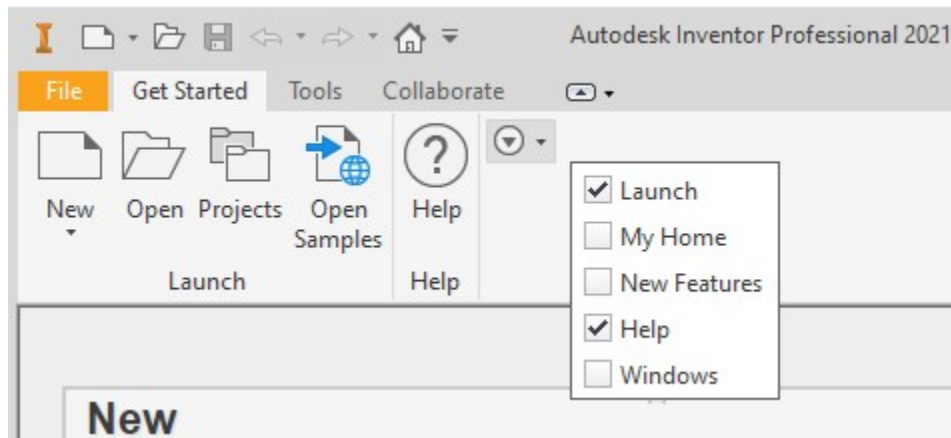 Autodesk Inventor Professional 2021
File Get Started Tools Collaborate
New Open Projects Open Samples Help
Launch Help
Launch
My Home
New Features
Help
Windows
New